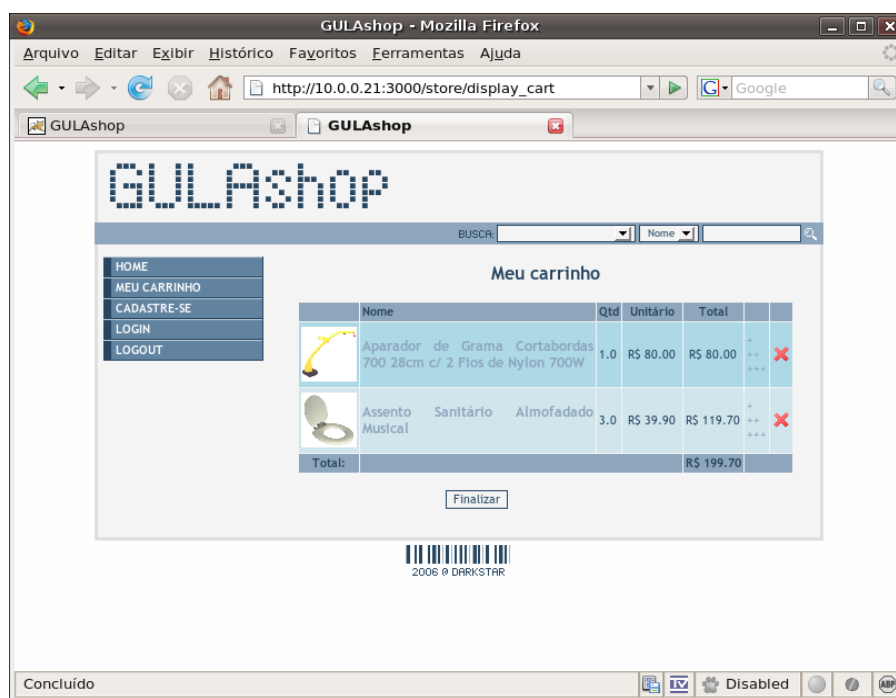 GULAshop - Mozilla Firefox
Arquivo Editar Exibir Histórico Favoritos Ferramentas Ajuda
http://10.0.0.21:3000/store/display_cart G Google
GULAshop GULAshop
GULAshop
BUSCA: Nome
HOME
MEU CARRINHO
CADASTRE-SE
LOGIN
LOGOUT
Meu carrinho
Nome Qtd Unitário Total
Aparador de Grama Cortabordas
700 28cm c/ 2 Fios de Nylon 700W
1.0 R$ 80.00 R$ 80.00
+
++
+++
Assento Sanitário Almofadado
Musical
3.0 R$ 39.90 R$ 119.70
+
++
+++
Total: R$ 199.70
Finalizar
2006 @ DARKSTAR
Concluído Disabled ABP